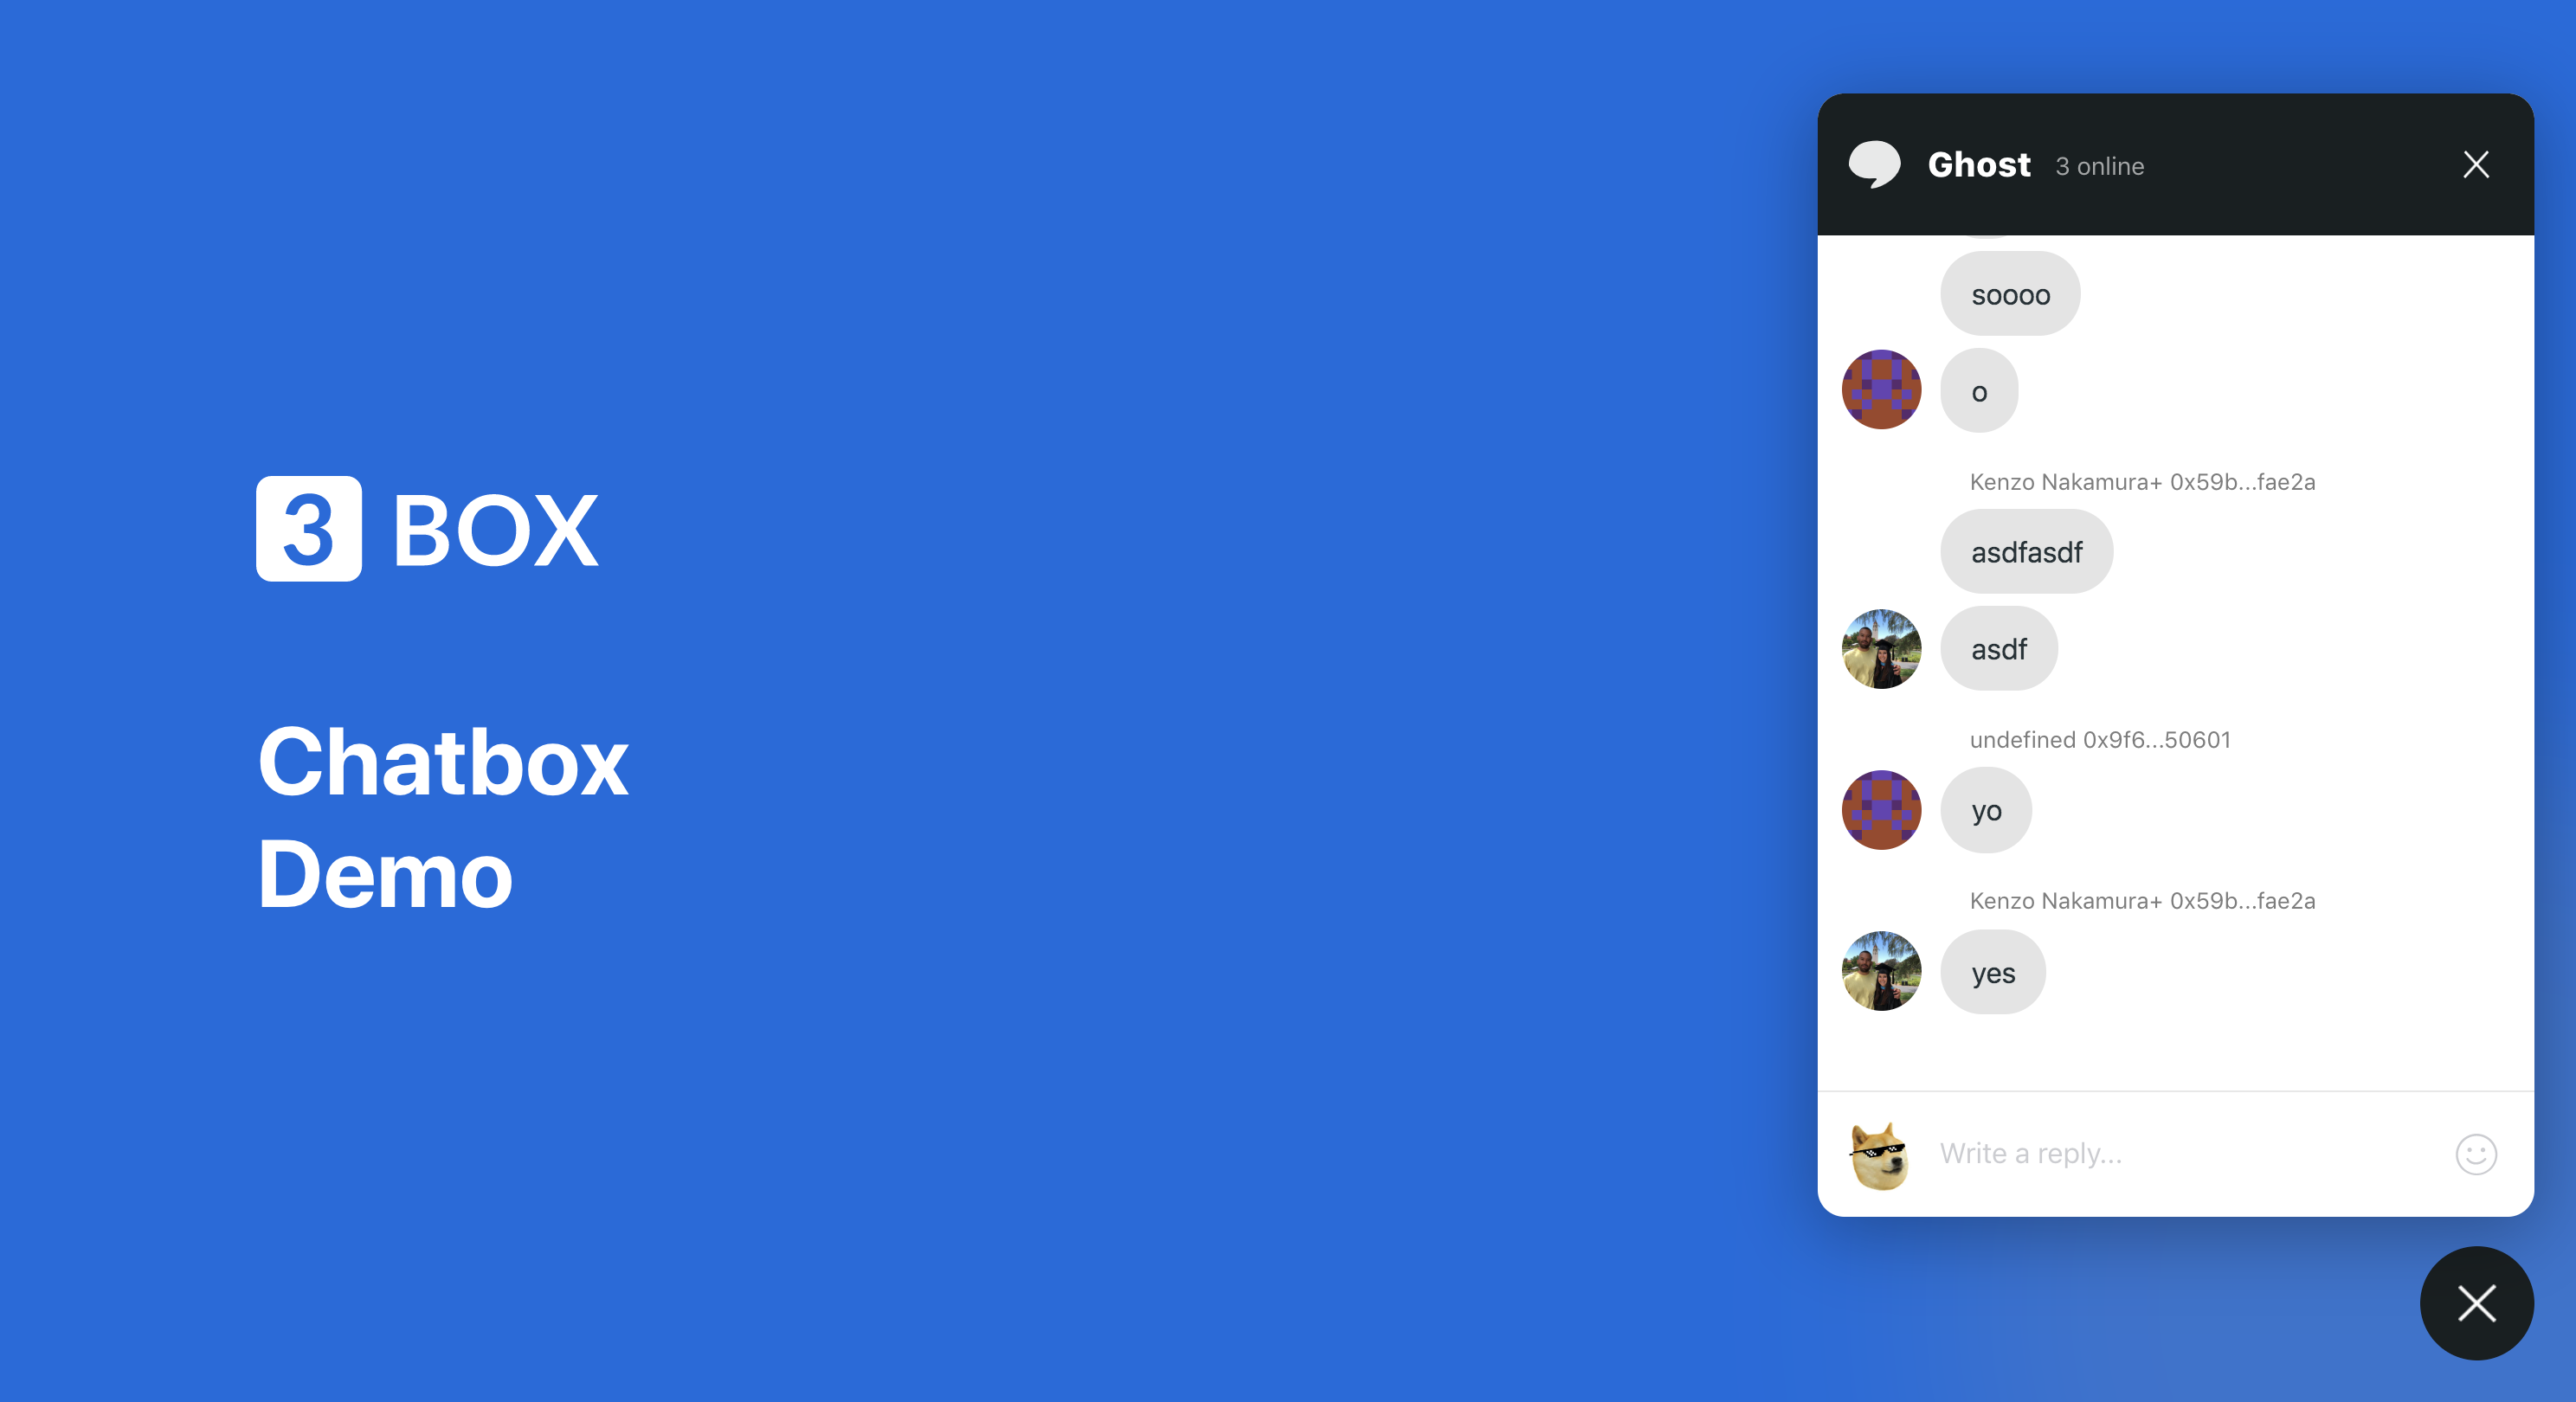 3 BOX
Chatbox
Demo
Ghost 3 online
soooo
o
Kenzo Nakamura+ 0x59b...fae2a
asdfasdf
asdf
undefined 0x9f6...50601
yo
Kenzo Nakamura+ 0x59b...fae2a
yes
Write a reply...